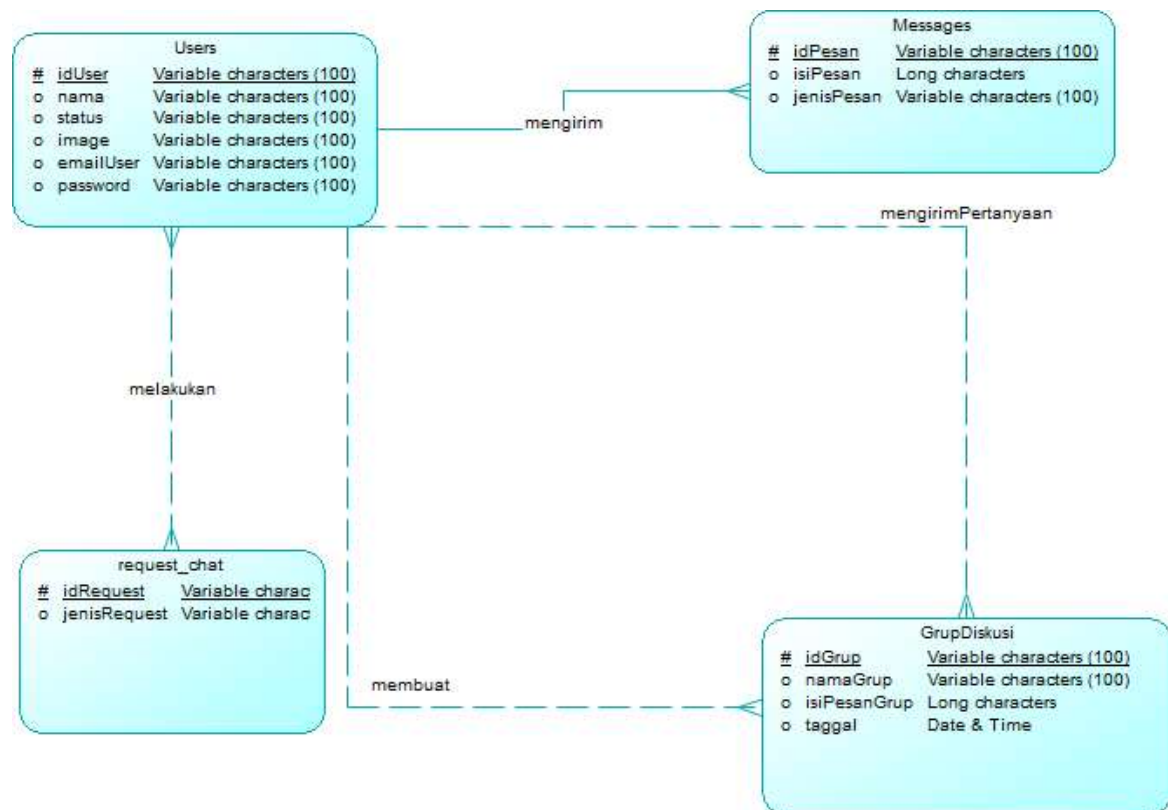 Users
# idUser Variable characters (100)
o nama Variable characters (100)
o status Variable characters (100)
o image Variable characters (100)
o emailUser Variable characters (100)
o password Variable characters (100)
Messages
# idPesan Variable characters (100)
o isiPesan Long characters
o jenisPesan Variable characters (100)
mengirim
mengirimPertanyaan
melakukan
request_chat
# idRequest Variable charac
o jenisRequest Variable charac
membuat
GrupDiskusi
# idGrup Variable characters (100)
o namaGrup Variable characters (100)
o isiPesanGrup Long characters
o taggal Date & Time